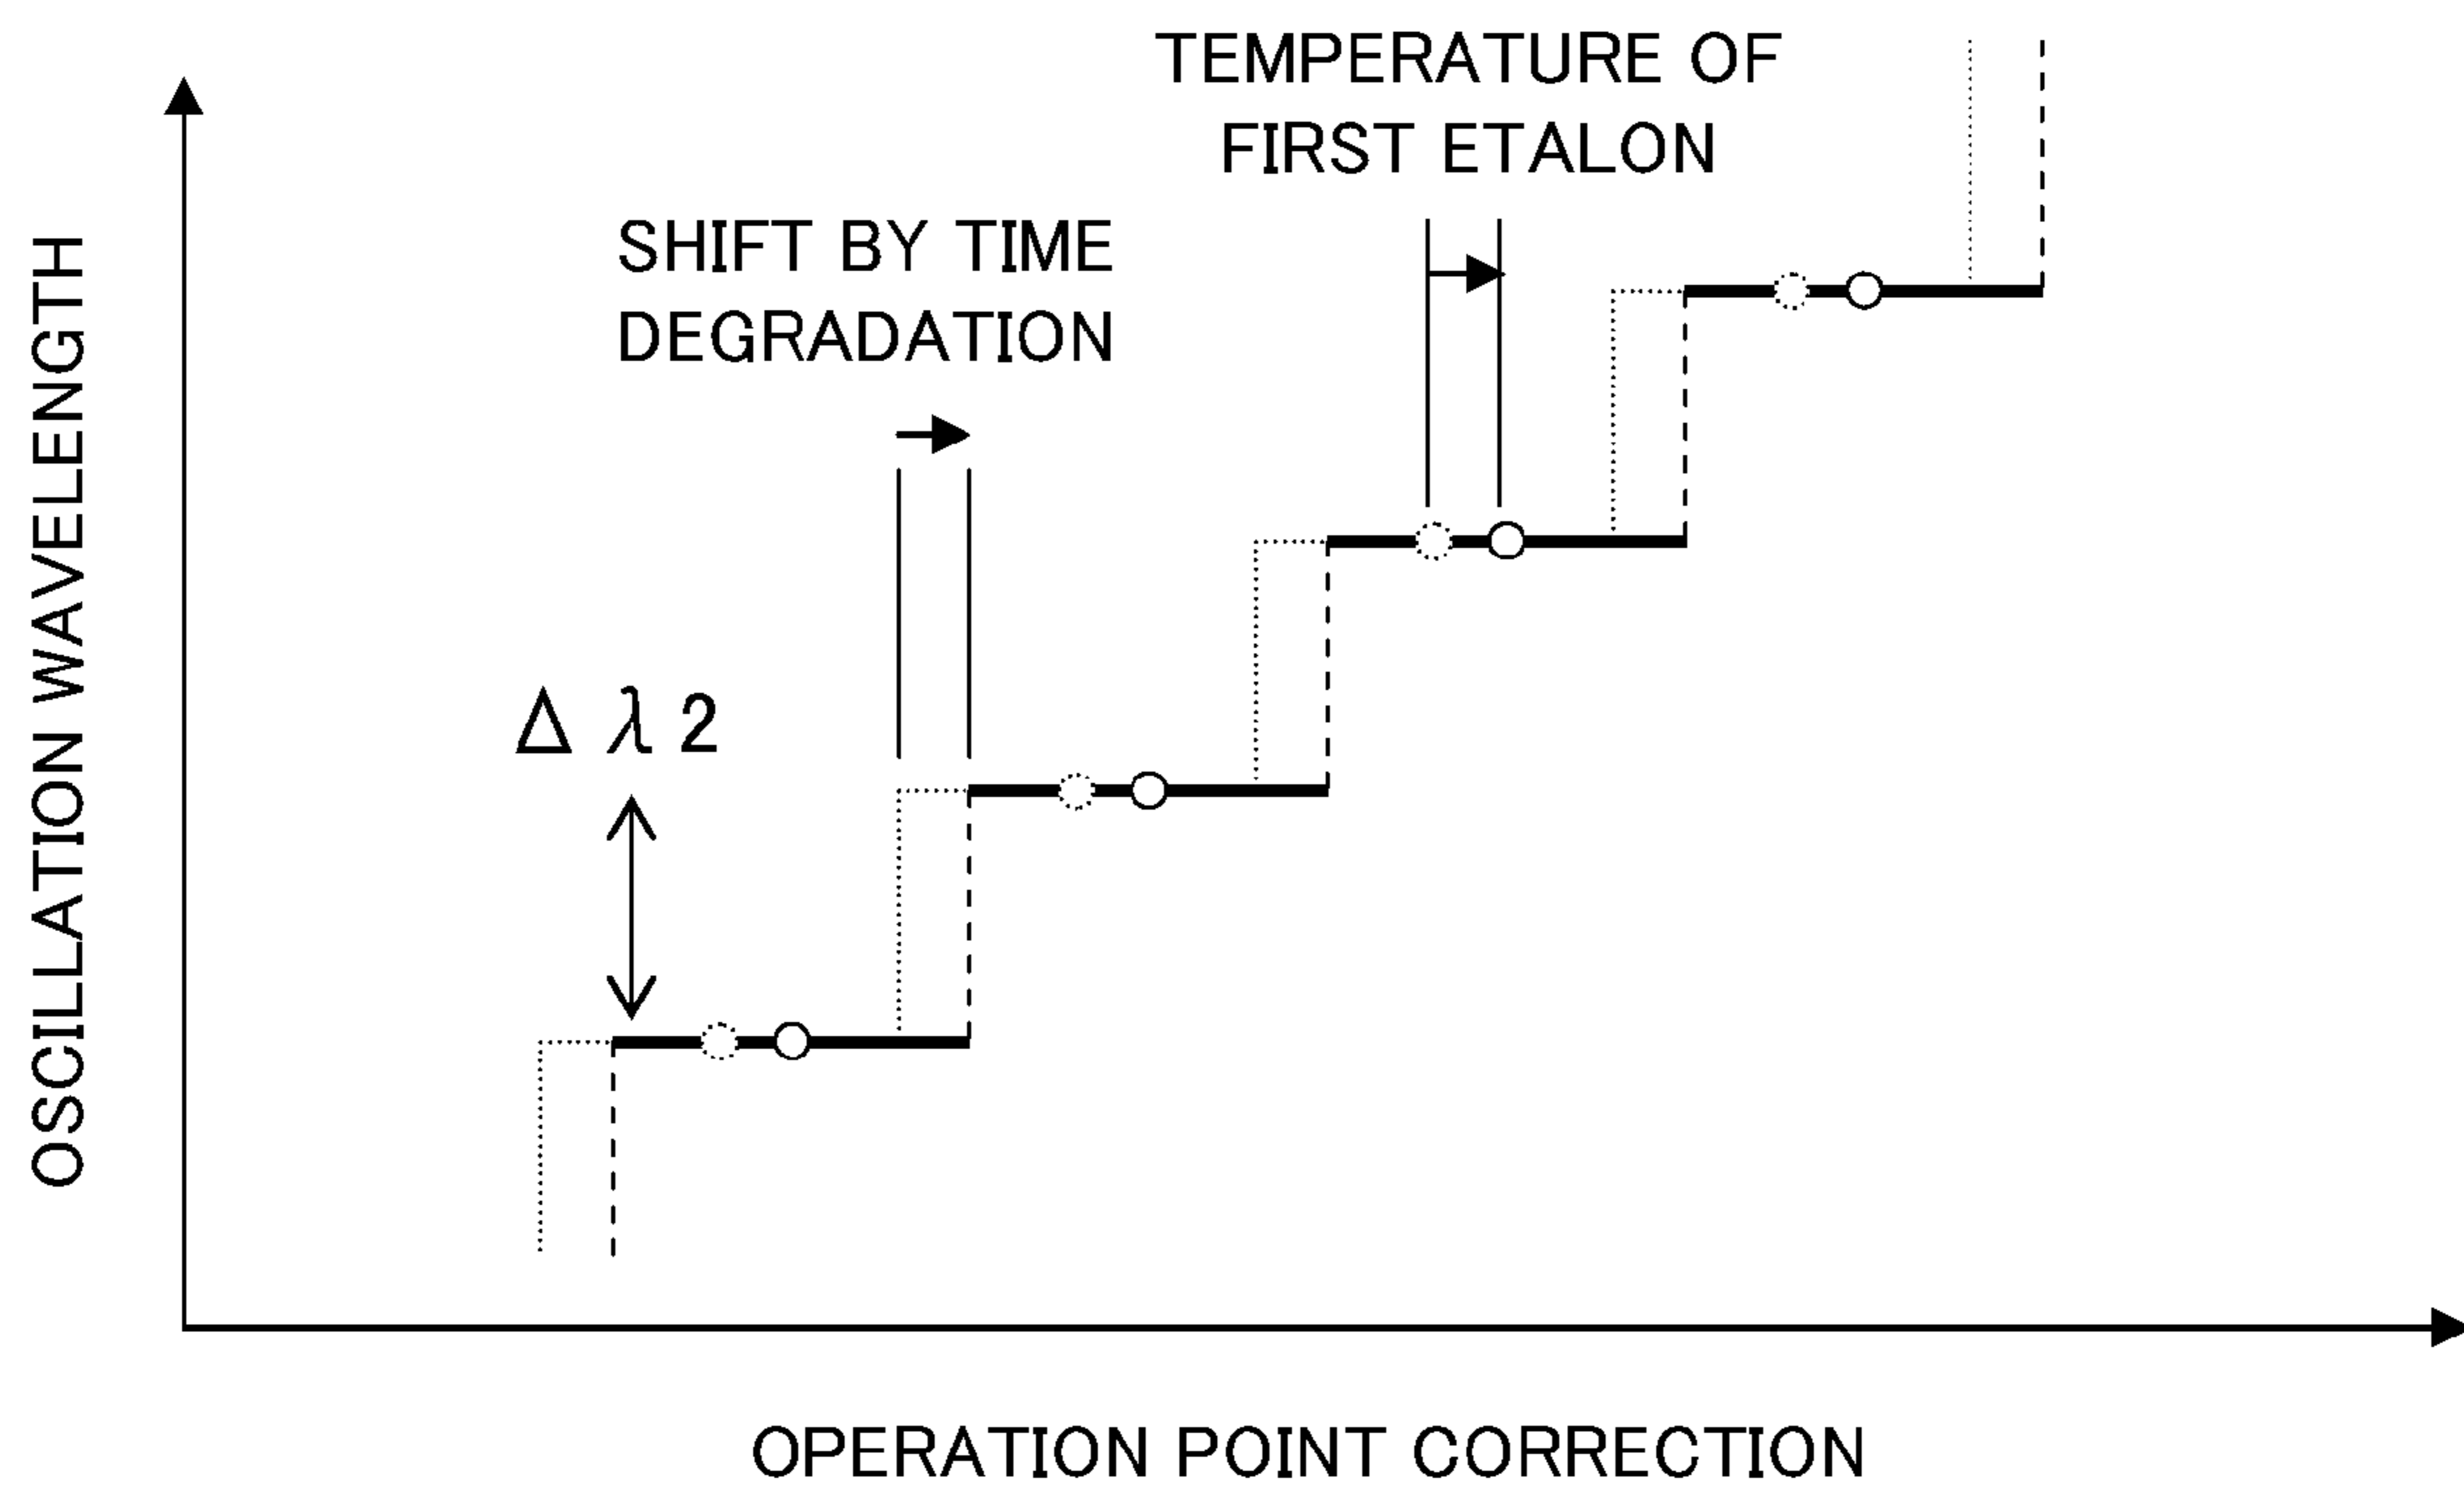 TEMPERATURE OF
FIRST ETALON
SHIFT BY TIME
DEGRADATION
Δ λ 2
OSCILLATION WAVELENGTH
OPERATION POINT CORRECTION